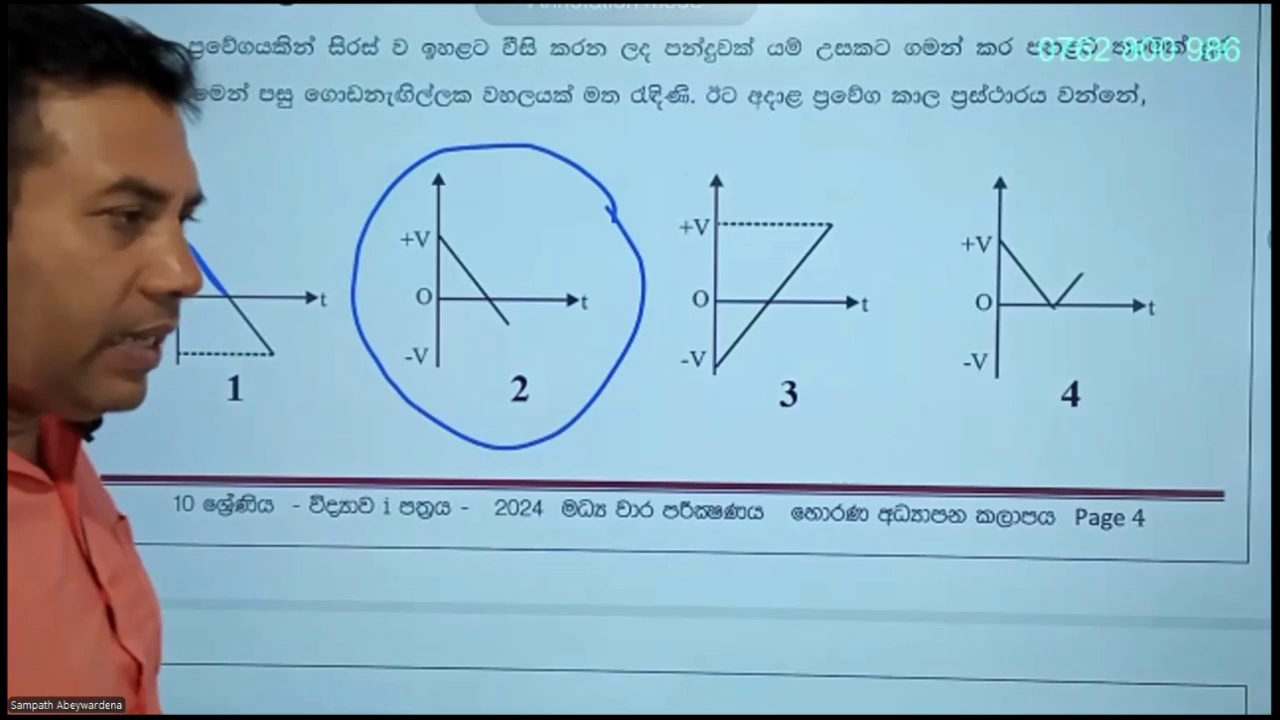 ප්‍රවේගයකින් සිරස් ව ඉහළට වීසි කරන ලද පන්දුවක් යම් උසකට ගමන් කර
0762 986
පසු ගොඩනැඟිල්ලක වහලයක් මත රැඳිණි. ඊට අදාළ ප්‍රවේග කාල ප්‍රස්ථාරය වන්නේ,
t
1
+V
O
t
-V
2
+V
O
t
-V
3
+V
O
t
-V
4
10 ශ්‍රේණිය - විද්‍යාව i පත්‍රය - 2024 මධ්‍ය වාර පරීක්ෂණය හොරණ අධ්‍යාපන කලාපය Page 4
Sampath Abeywardena